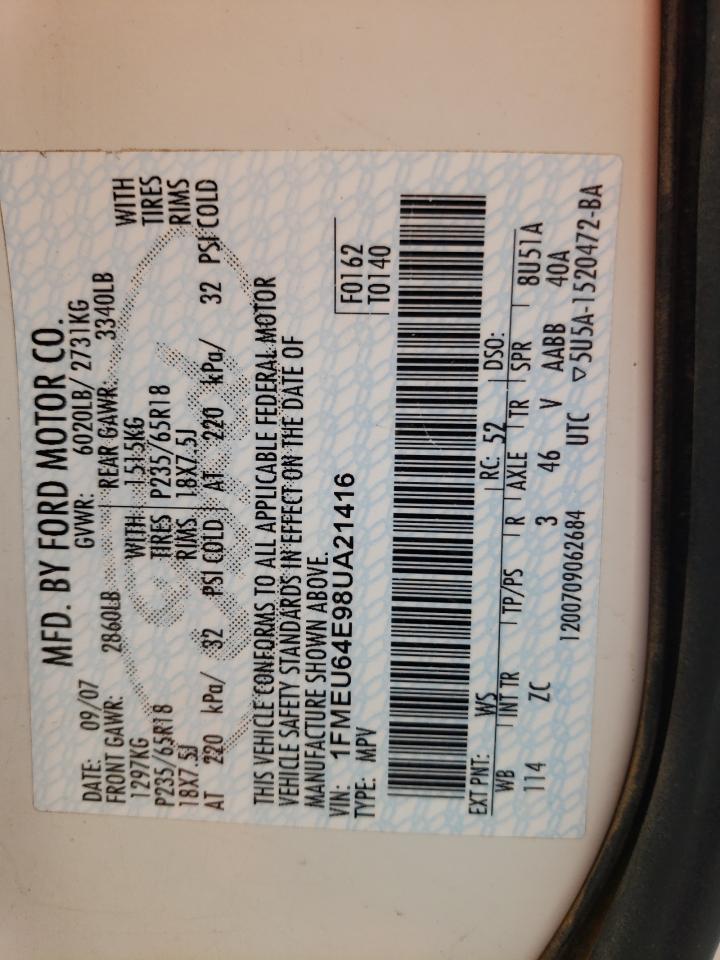 MFD. BY FORD MOTOR CO.
DATE: 09/07 GVWR: 6020LB/ 2731KG
FRONT GAWR: 2860LB REAR GAWR: 3340LB
1297KG WITH 1515KG WITH
P235/65R18 TIRES P235/65R18 TIRES
18X7.5J RIMS 18X7.5J RIMS
AT 220 kPa/ 32 PSI COLD AT 220 kPa/ 32 PSI COLD
THIS VEHICLE CONFORMS TO ALL APPLICABLE FEDERAL MOTOR
VEHICLE SAFETY STANDARDS IN EFFECT ON THE DATE OF
MANUFACTURE SHOWN ABOVE.
VIN: 1FMEU64E98UA21416 F0162
TYPE: MPV T0140
EXT PNT: WS RC: 52 DSO:
WB INT TR TP/PS R AXLE TR SPR 8U51A
114 ZC 3 46 V AABB 40A
1200709062684 UTC ▽5U5A-1520472-BA